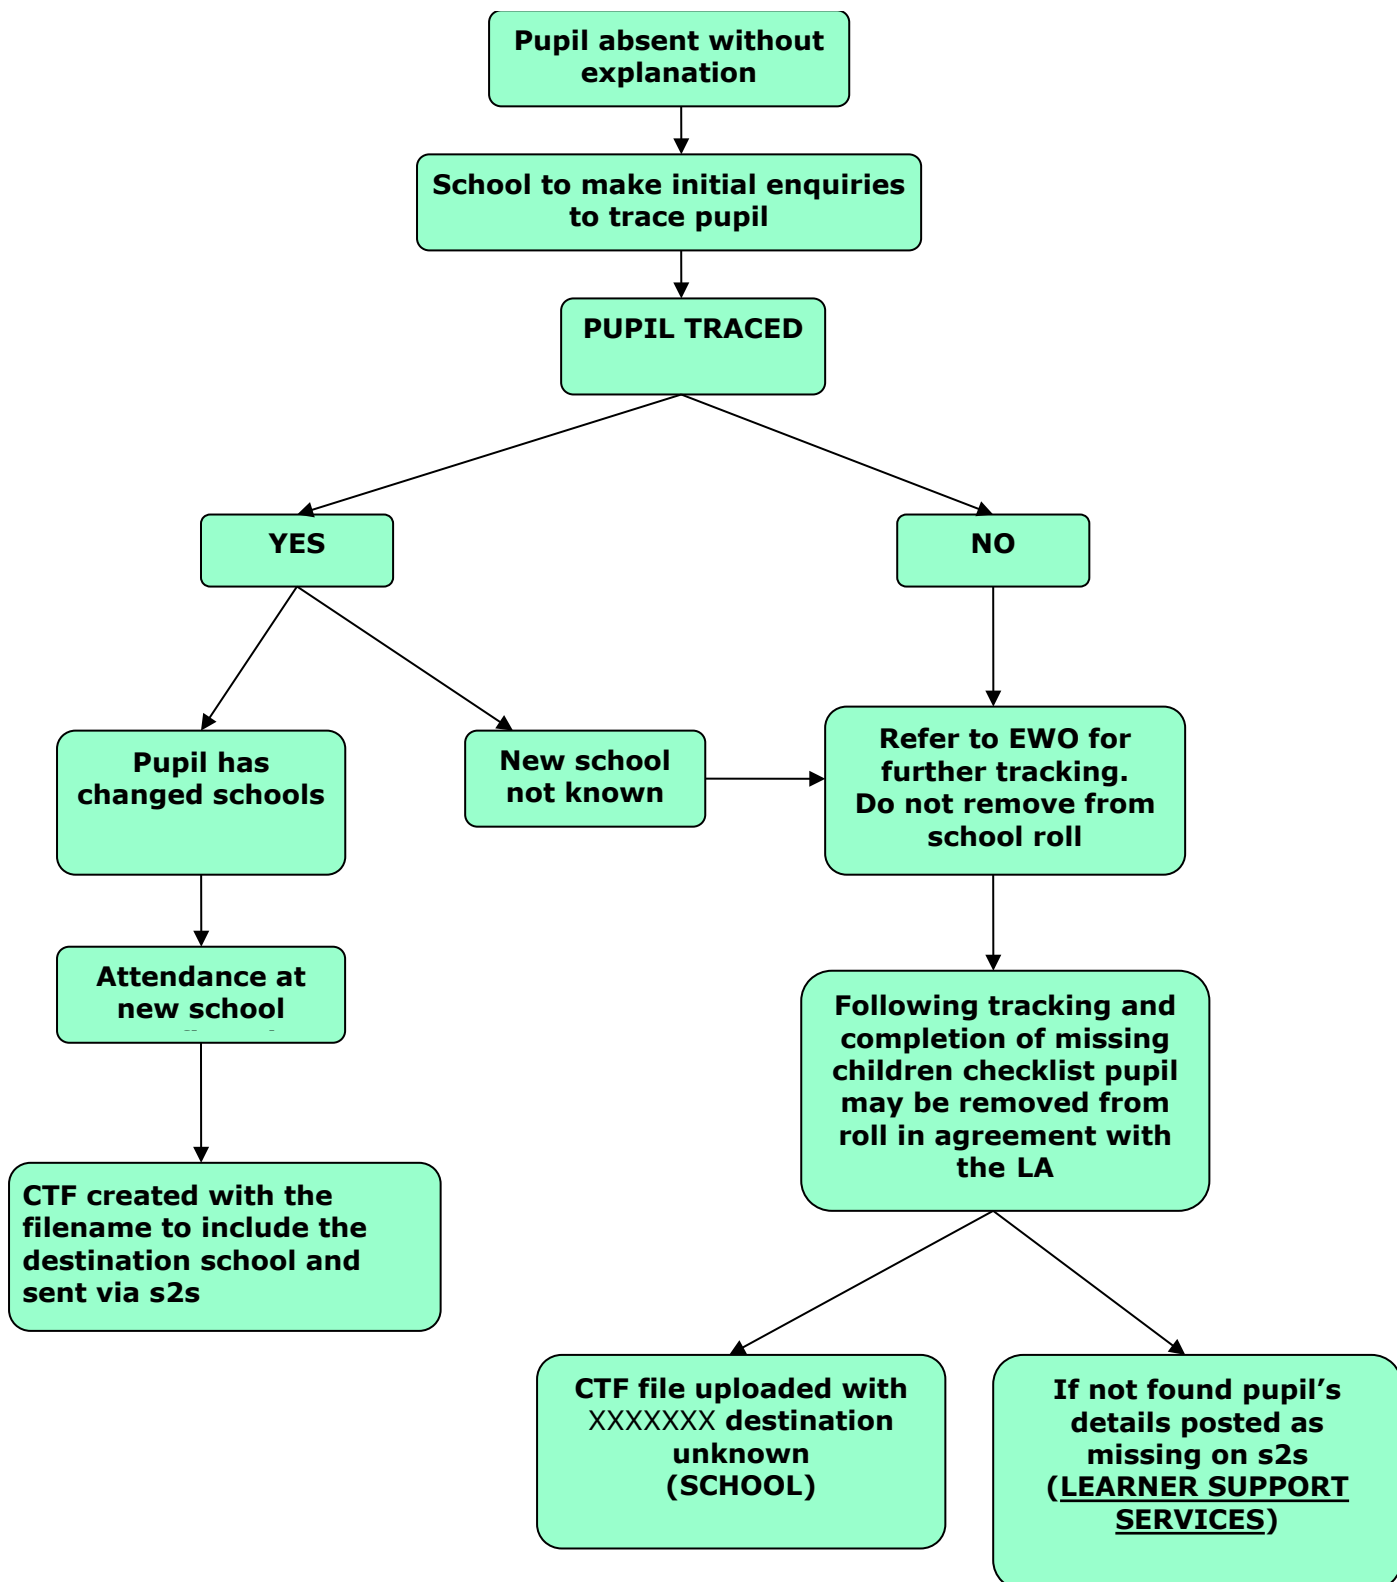 Pupil absent without
explanation
School to make initial enquiries
to trace pupil
PUPIL TRACED
YES
NO
Pupil has
changed schools
New school
not known
Refer to EWO for
further tracking.
Do not remove from
school roll
Attendance at
new school
Following tracking and
completion of missing
children checklist pupil
may be removed from
roll in agreement with
the LA
CTF created with the
filename to include the
destination school and
sent via s2s
CTF file uploaded with
XXXXXXX destination
unknown
(SCHOOL)
If not found pupil’s
details posted as
missing on s2s
(LEARNER SUPPORT
SERVICES)